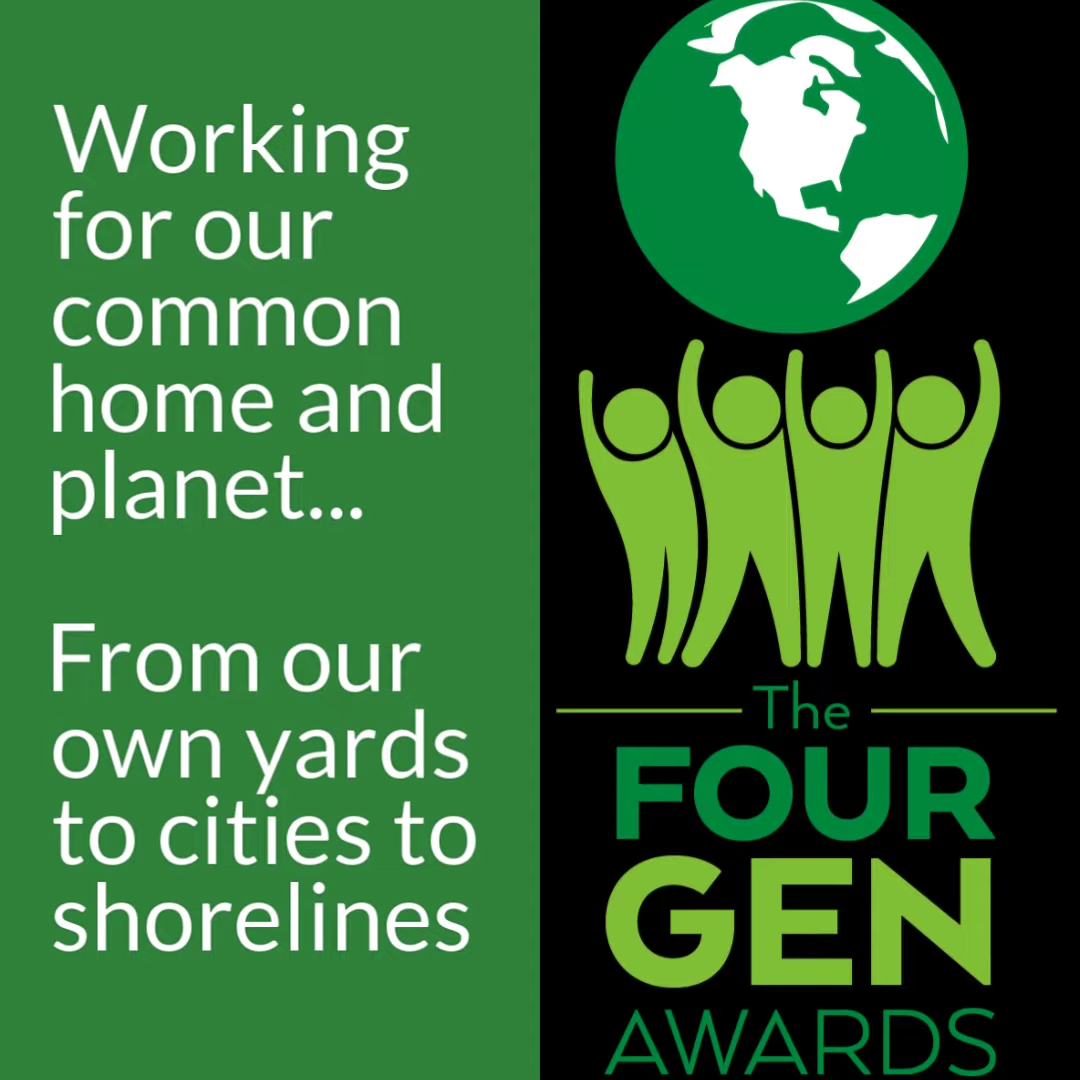 Working
for our
common
home and
planet...
From our
own yards
to cities to
shorelines
The
FOUR
GEN
AWARDS